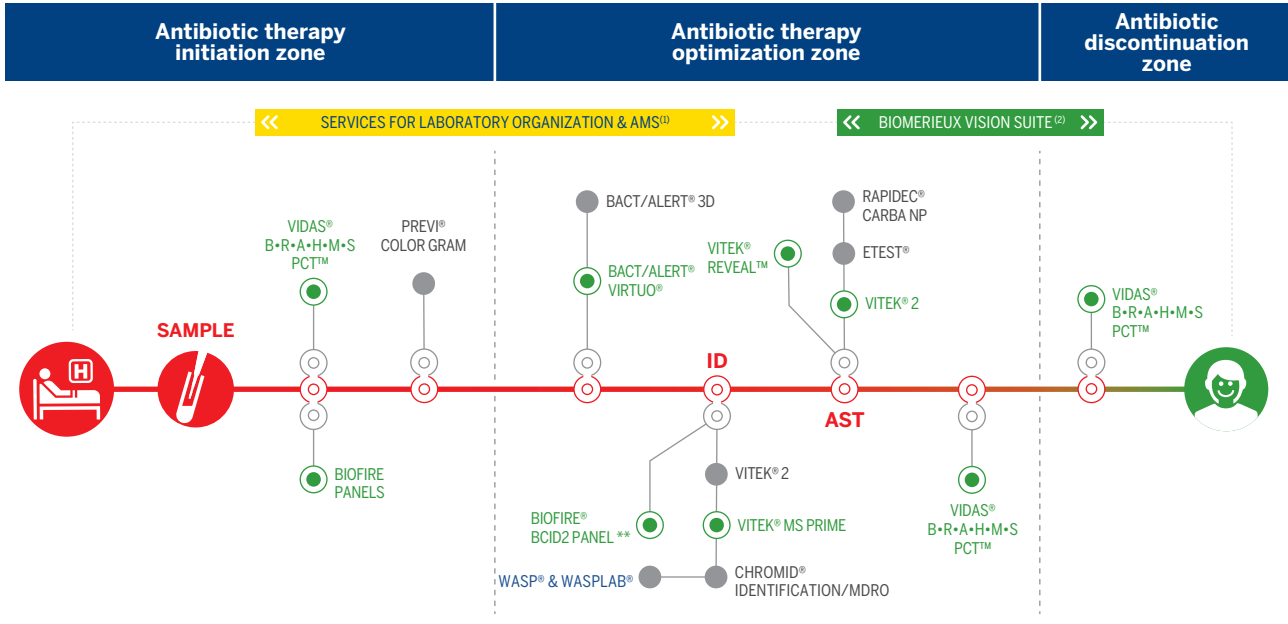 Antibiotic therapy
initiation zone
Antibiotic therapy
optimization zone
Antibiotic
discontinuation
zone
SERVICES FOR LABORATORY ORGANIZATION & AMS(1)
BIOMERIEUX VISION SUITE (2)
VIDAS®
B•R•A•H•M•S
PCT™
PREVI®
COLOR GRAM
BACT/ALERT® 3D
BACT/ALERT®
VIRTUO®
VITEK®
REVEAL™
RAPIDEC®
CARBA NP
ETEST®
VITEK® 2
VIDAS®
B•R•A•H•M•S
PCT™
SAMPLE
H
ID
AST
BIOFIRE
PANELS
VITEK® 2
BIOFIRE®
BCID2 PANEL **
VITEK® MS PRIME
WASP® & WASPLAB®
CHROMID®
IDENTIFICATION/MDRO
VIDAS®
B•R•A•H•M•S
PCT™